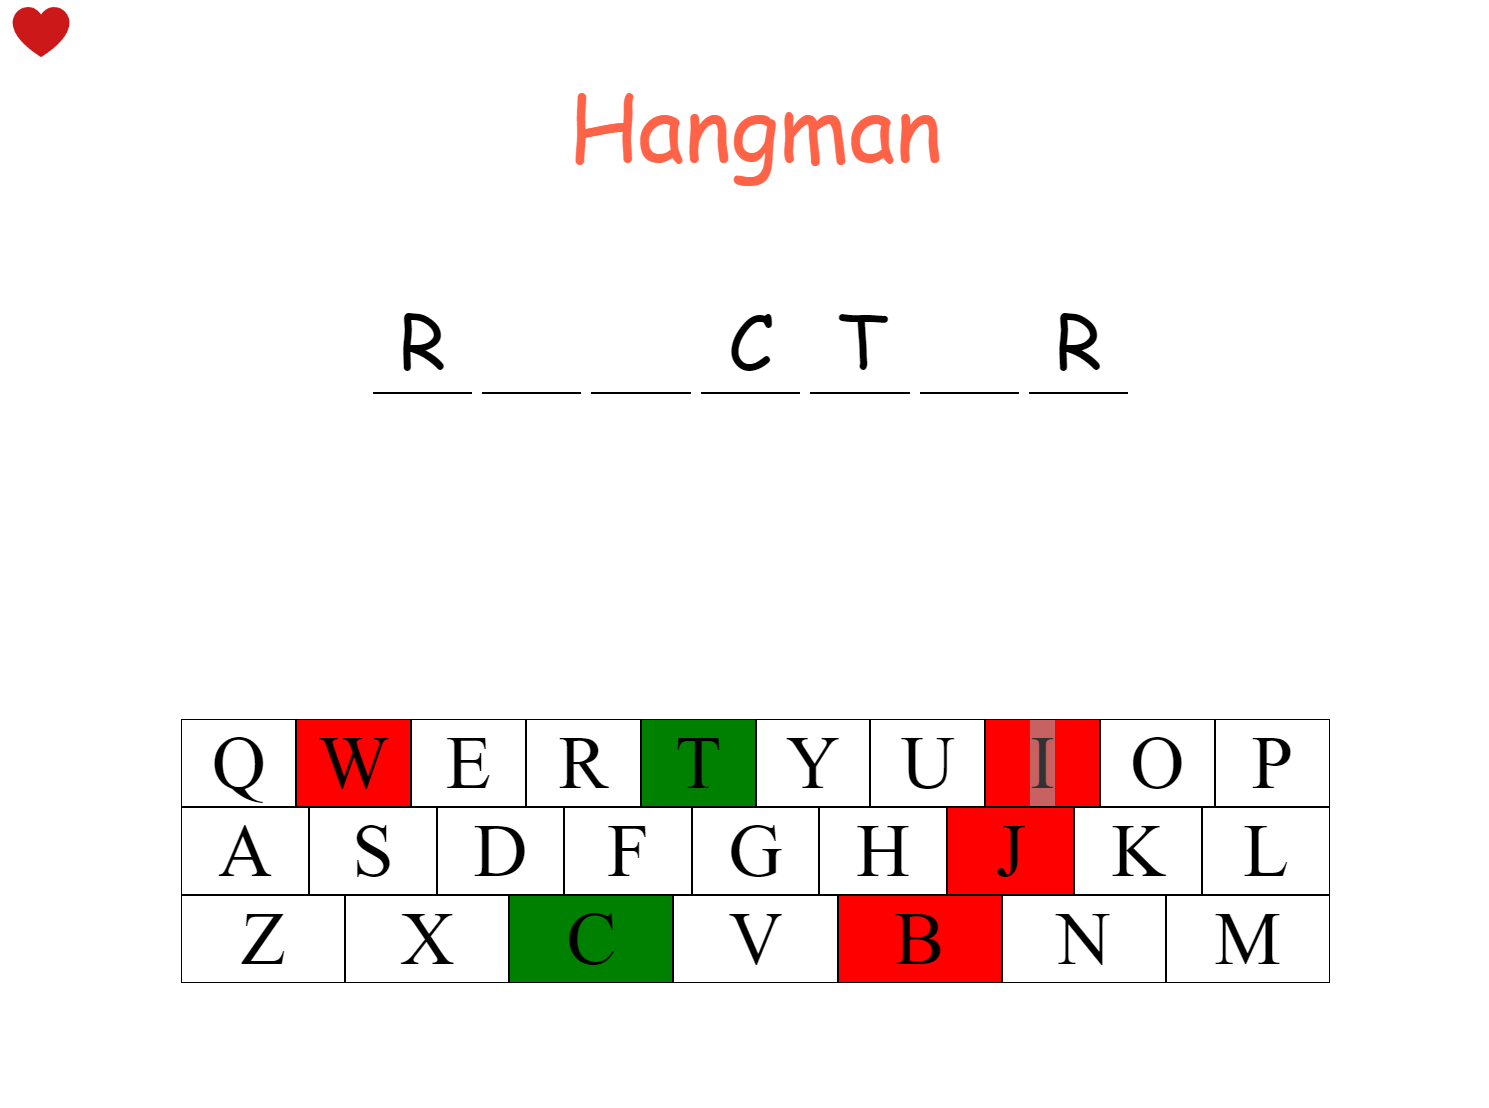 Hangman
R _ _ C T _ R
Q W E R T Y U I O P
A S D F G H J K L
Z X C V B N M